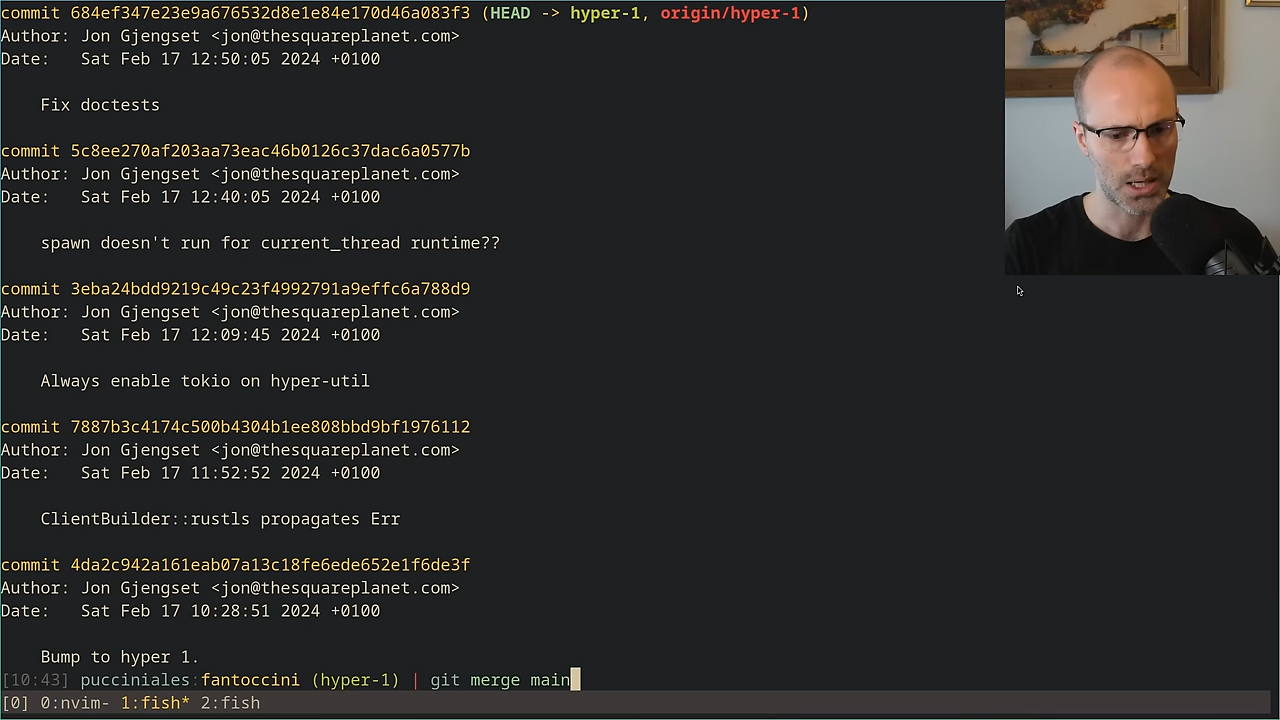 commit 684ef347e23e9a676532d8e1e84e170d46a083f3 (HEAD -> hyper-1, origin/hyper-1)
Author: Jon Gjengset <jon@thesquareplanet.com>
Date:   Sat Feb 17 12:50:05 2024 +0100
Fix doctests
commit 5c8ee270af203aa73eac46b0126c37dac6a0577b
Author: Jon Gjengset <jon@thesquareplanet.com>
Date:   Sat Feb 17 12:40:05 2024 +0100
spawn doesn't run for current_thread runtime??
commit 3eba24bdd9219c49c23f4992791a9effc6a788d9
Author: Jon Gjengset <jon@thesquareplanet.com>
Date:   Sat Feb 17 12:09:45 2024 +0100
Always enable tokio on hyper-util
commit 7887b3c4174c500b4304b1ee808bbd9bf1976112
Author: Jon Gjengset <jon@thesquareplanet.com>
Date:   Sat Feb 17 11:52:52 2024 +0100
ClientBuilder::rustls propagates Err
commit 4da2c942a161eab07a13c18fe6ede652e1f6de3f
Author: Jon Gjengset <jon@thesquareplanet.com>
Date:   Sat Feb 17 10:28:51 2024 +0100
Bump to hyper 1.
[10:43] pucciniales:fantoccini (hyper-1) | git merge main
[0] 0:nvim- 1:fish* 2:fish